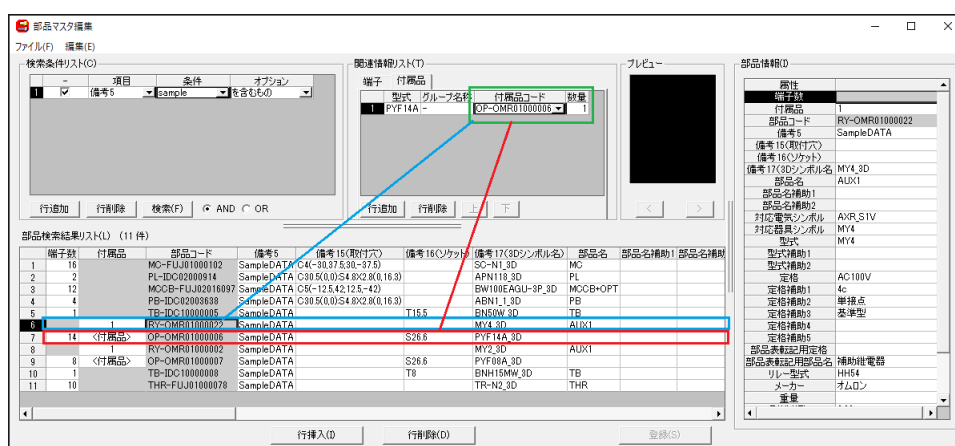 部品マスタ編集
ファイル(F) 編集(E)
検索条件リスト(C)
- 項目 条件 オプション
1 備考5 sample を含むもの
行追加 行削除 検索(F) AND OR
関連情報リスト(T)
端子 付属品
型式 グループ名称 付属品コード 数量
1 PYF14A - OP-OMR01000006 1
行追加 行削除 上 下
プレビュー
< >
部品検索結果リスト(L) (11 件)
端子数 付属品 部品コード 備考5 備考15(取付穴) 備考16(ソケット) 備考17(3Dシンボル名) 部品名 部品名補助1 部品名補助
1 16 MC-FUJ01000102 SampleDATA C4(-30,37.5;30,-37.5) SC-N1_3D MC
2 2 PL-IDC02000914 SampleDATA C30.5(0,0):S4.8X2.8(0,16.3) APN118_3D PL
3 12 MCCB-FUJ02016097 SampleDATA C5(-12.5,42;12.5,-42) BW100EAGU-3P_3D MCCB+OPT
4 4 PB-IDC02003638 SampleDATA C30.5(0,0):S4.8X2.8(0,16.3) ABN1_1_3D PB
5 1 TB-IDC10000005 SampleDATA T15.5 BN50W_3D TB
6 1 RY-OMR01000022 SampleDATA MY4_3D AUX1
7 14 <付属品> OP-OMR01000006 SampleDATA S26.6 PYF14A_3D
8 1 RY-OMR01000002 SampleDATA MY2_3D AUX1
9 8 <付属品> OP-OMR01000007 SampleDATA S26.6 PYF08A_3D
10 1 TB-IDC10000008 SampleDATA T8 BNH15MW_3D TB
11 10 THR-FUJ01000078 SampleDATA TR-N2_3D THR
行挿入(I) 行削除(D) 登録(S)
部品情報(I)
属性
端子数
付属品 1
部品コード RY-OMR01000022
備考5 SampleDATA
備考15(取付穴)
備考16(ソケット)
備考17(3Dシンボル名 MY4_3D
部品名 AUX1
部品名補助1
部品名補助2
対応電気シンボル AXR_S1V
対応器具シンボル MY4
型式 MY4
型式補助1
型式補助2
定格 AC100V
定格補助1 4c
定格補助2 単接点
定格補助3 基準型
定格補助4
定格補助5
部品表転記用定格
部品表転記用部品名 補助継電器
リレー型式 HH54
メーカー オムロン
重量